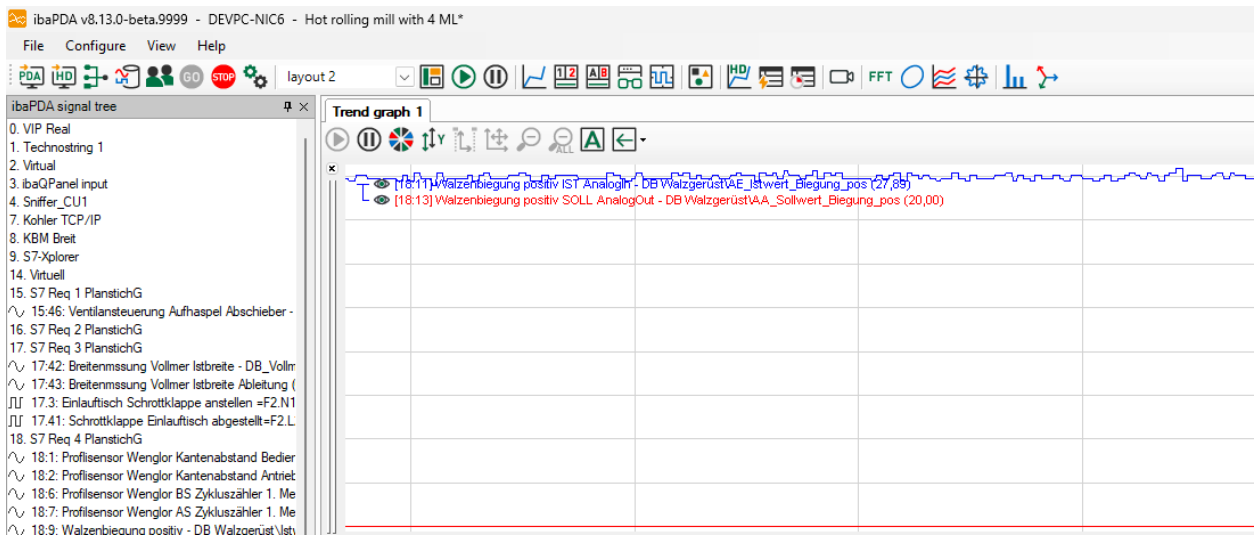 ibaPDA v8.13.0-beta.9999 - DEVPC-NIC6 - Hot rolling mill with 4 ML*
File Configure View Help
PDA HD GO STOP layout 2 12 AB HD FFT
ibaPDA signal tree
Trend graph 1
ALL A
0. VIP Real
1. Technostring 1
2. Virtual
3. ibaQPanel input
4. Sniffer_CU1
7. Kohler TCP/IP
8. KBM Breit
9. S7-Xplorer
14. Virtuell
15. S7 Req 1 PlanstichG
15:46: Ventilansteuerung Aufhaspel Abschieber -
16. S7 Req 2 PlanstichG
17. S7 Req 3 PlanstichG
17:42: Breitenmssung Vollmer Istbreite - DB_Vollm
17:43: Breitenmssung Vollmer Istbreite Ableitung (
17.3: Einlauftisch Schrottklappe anstellen =F2.N1
17.41: Schrottklappe Einlauftisch abgestellt=F2.L
18. S7 Req 4 PlanstichG
18:1: Proflisensor Wenglor Kantenabstand Bedier
18:2: Proflisensor Wenglor Kantenabstand Antriet
18:6: Profilsensor Wenglor BS Zykluszähler 1. Me
18:7: Profilsensor Wenglor AS Zykluszähler 1. Me
18:9: Walzenbiegung positiv - DB Walzgerüst\Istv
[18:11] Walzenbiegung positiv IST AnalogIn - DB Walzgerüst\AE_Istwert_Biegung_pos (27,89)
[18:13] Walzenbiegung positiv SOLL AnalogOut - DB Walzgerüst\AA_Sollwert_Biegung_pos (20,00)